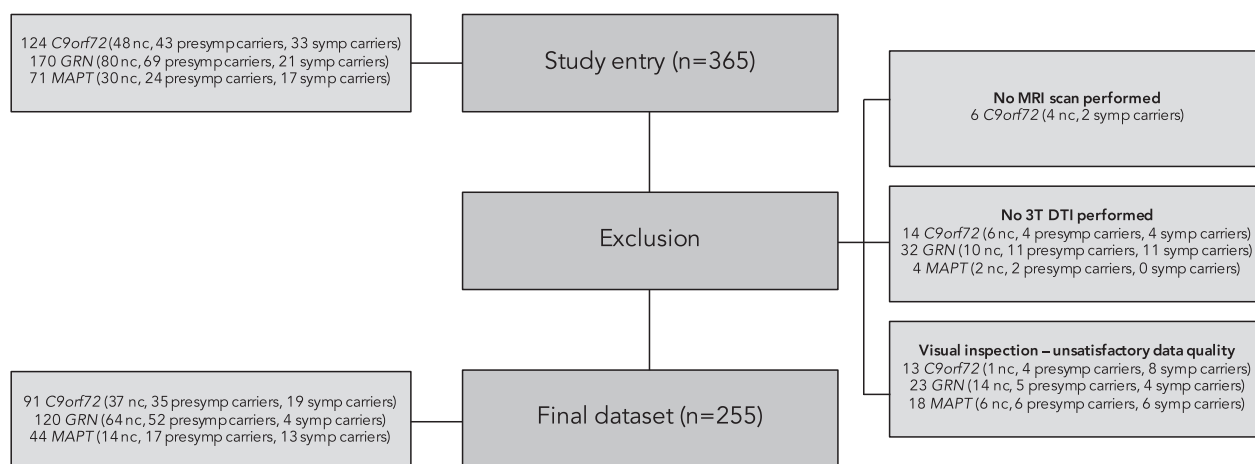 124 C9orf72 (48 nc, 43 presymp carriers, 33 symp carriers)
170 GRN (80 nc, 69 presymp carriers, 21 symp carriers)
71 MAPT (30 nc, 24 presymp carriers, 17 symp carriers)
Study entry (n=365)
No MRI scan performed
6 C9orf72 (4 nc, 2 symp carriers)
Exclusion
No 3T DTI performed
14 C9orf72 (6 nc, 4 presymp carriers, 4 symp carriers)
32 GRN (10 nc, 11 presymp carriers, 11 symp carriers)
4 MAPT (2 nc, 2 presymp carriers, 0 symp carriers)
Visual inspection – unsatisfactory data quality
13 C9orf72 (1 nc, 4 presymp carriers, 8 symp carriers)
23 GRN (14 nc, 5 presymp carriers, 4 symp carriers)
18 MAPT (6 nc, 6 presymp carriers, 6 symp carriers)
91 C9orf72 (37 nc, 35 presymp carriers, 19 symp carriers)
120 GRN (64 nc, 52 presymp carriers, 4 symp carriers)
44 MAPT (14 nc, 17 presymp carriers, 13 symp carriers)
Final dataset (n=255)